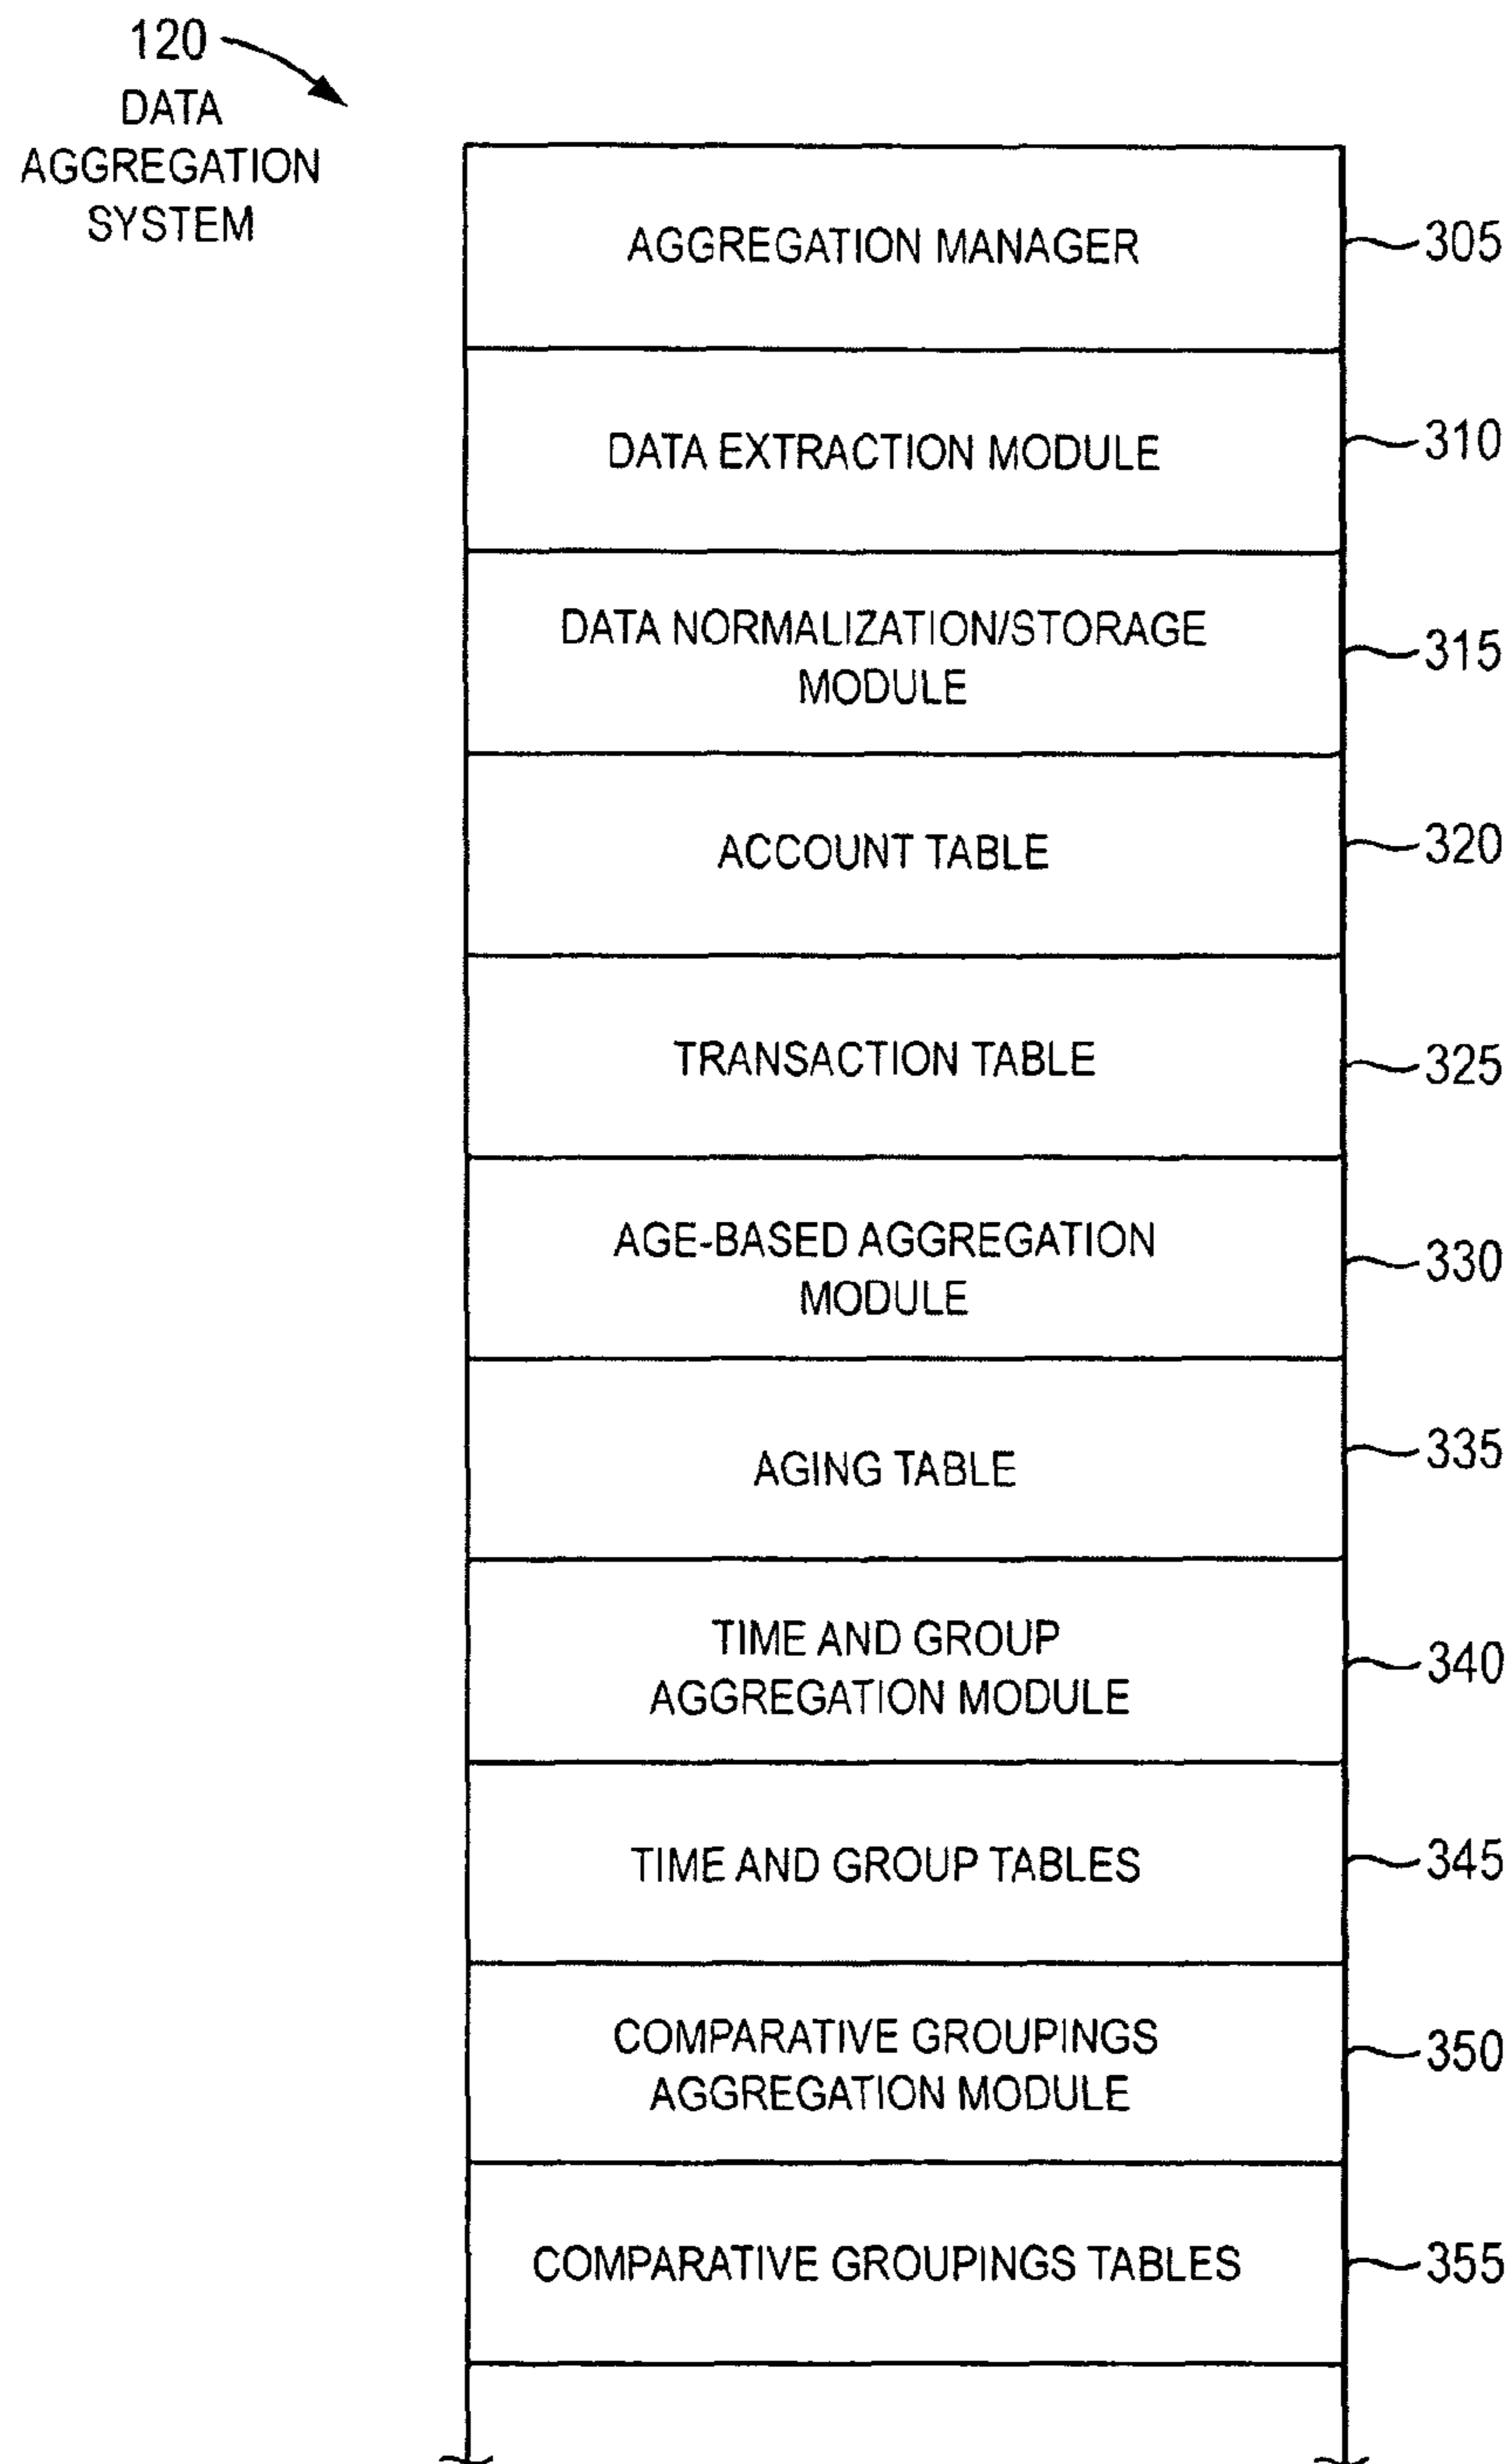 120
DATA
AGGREGATION
SYSTEM
AGGREGATION MANAGER
305
DATA EXTRACTION MODULE
310
DATA NORMALIZATION/STORAGE
MODULE
315
ACCOUNT TABLE
320
TRANSACTION TABLE
325
AGE-BASED AGGREGATION
MODULE
330
AGING TABLE
335
TIME AND GROUP
AGGREGATION MODULE
340
TIME AND GROUP TABLES
345
COMPARATIVE GROUPINGS
AGGREGATION MODULE
350
COMPARATIVE GROUPINGS TABLES
355